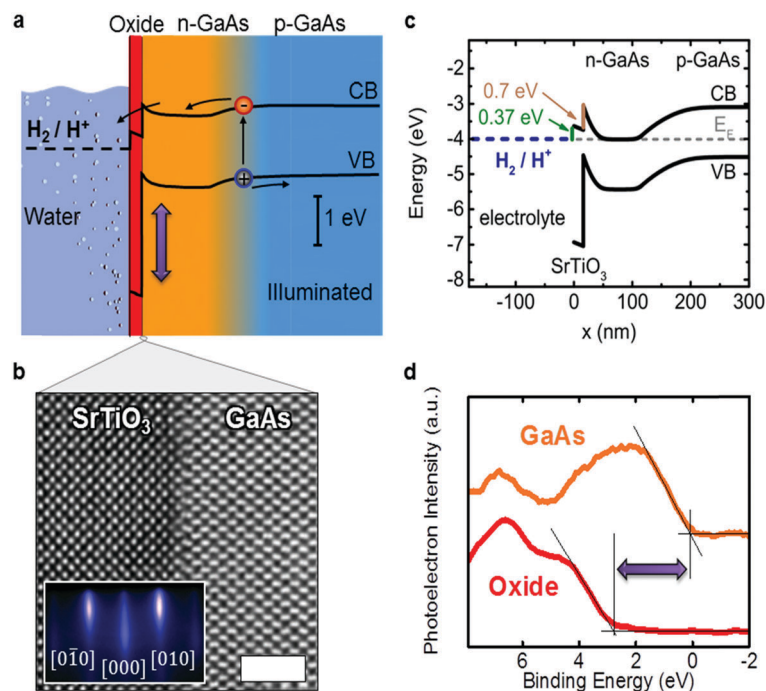 a
Oxide n-GaAs p-GaAs
CB
H₂ / H⁺
VB
Water
1 eV
Illuminated
b
SrTiO₃ GaAs
[01̄0] [000] [010]
c
n-GaAs p-GaAs
0.7 eV
0.37 eV
CB
E_F
H₂ / H⁺
VB
electrolyte
SrTiO₃
Energy (eV)
-2
-3
-4
-5
-6
-7
-8
-100 0 100 200 300
x (nm)
d
GaAs
Oxide
Photoelectron Intensity (a.u.)
6 4 2 0 -2
Binding Energy (eV)